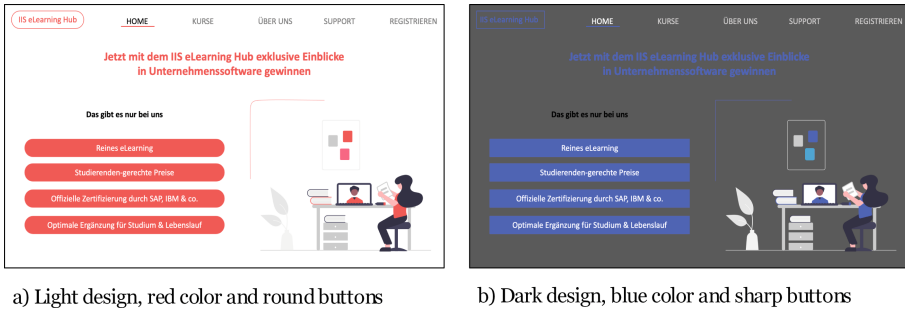 IIS eLearning Hub
HOME KURSE ÜBER UNS SUPPORT REGISTRIEREN
Jetzt mit dem IIS eLearning Hub exklusive Einblicke
in Unternehmenssoftware gewinnen
Das gibt es nur bei uns
Reines eLearning
Studierenden-gerechte Preise
Offizielle Zertifizierung durch SAP, IBM & co.
Optimale Ergänzung für Studium & Lebenslauf
a) Light design, red color and round buttons
IIS eLearning Hub
HOME KURSE ÜBER UNS SUPPORT REGISTRIEREN
Jetzt mit dem IIS eLearning Hub exklusive Einblicke
in Unternehmenssoftware gewinnen
Das gibt es nur bei uns
Reines eLearning
Studierenden-gerechte Preise
Offizielle Zertifizierung durch SAP, IBM & co.
Optimale Ergänzung für Studium & Lebenslauf
b) Dark design, blue color and sharp buttons